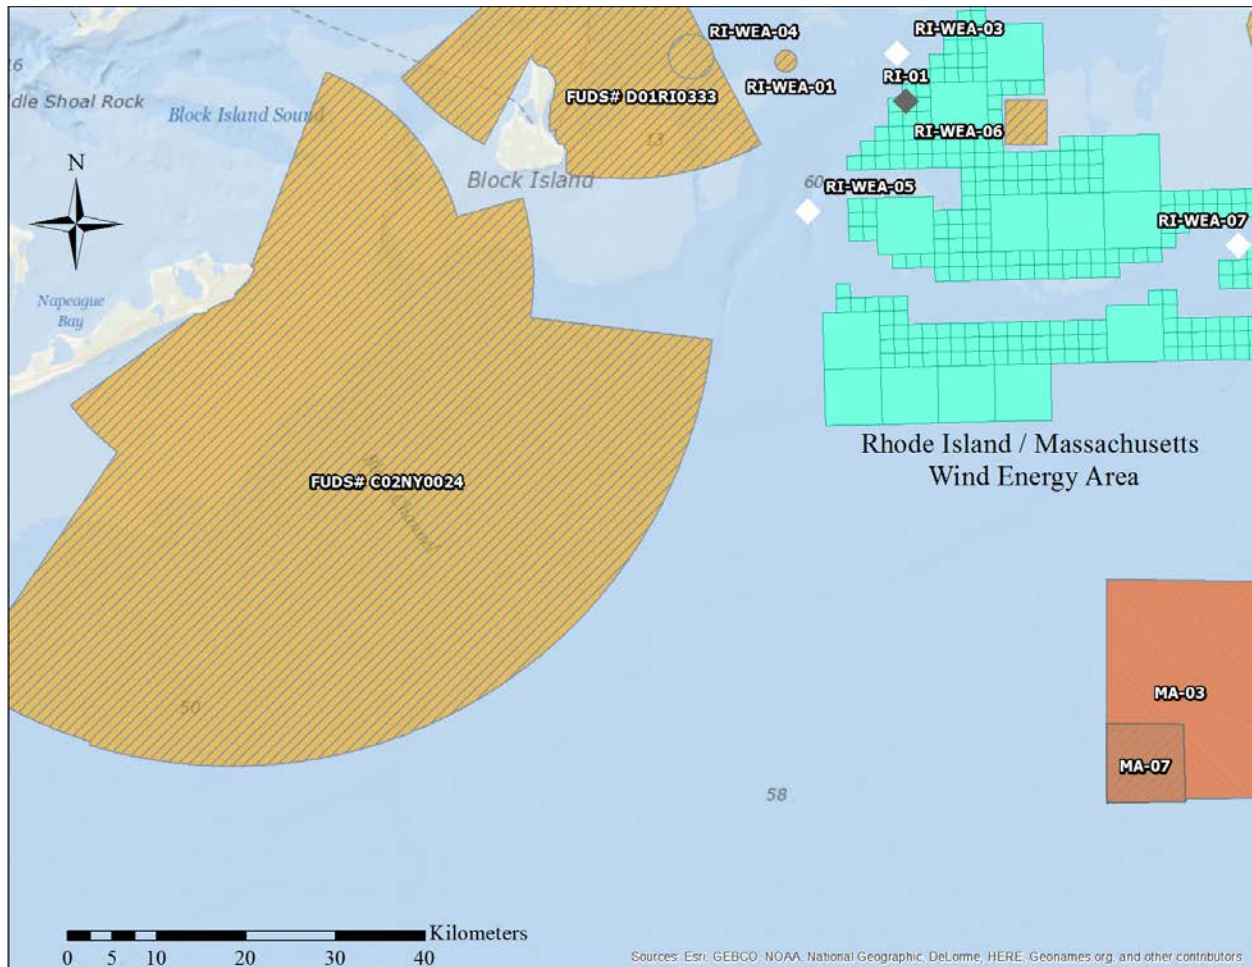 RI-WEA-04
RI-WEA-03
16
RI-WEA-01
RI-01
dle Shoal Rock
FUDS# D01RI0333
Block Island Sound
13
RI-WEA-06
N
Block Island
60
RI-WEA-05
RI-WEA-07
Napeague
Bay
Rhode Island / Massachusetts
Wind Energy Area
FUDS# C02NY0024
Channel
MA-03
50
MA-07
58
Kilometers
0 5 10 20 30 40
Sources: Esri, GEBCO, NOAA, National Geographic, DeLorme, HERE, Geonames.org, and other contributors